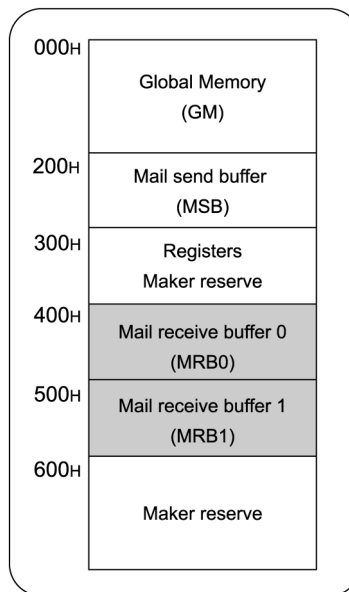 000H
Global Memory
(GM)
200H
Mail send buffer
(MSB)
300H
Registers
Maker reserve
400H
Mail receive buffer 0
(MRB0)
500H
Mail receive buffer 1
(MRB1)
600H
Maker reserve